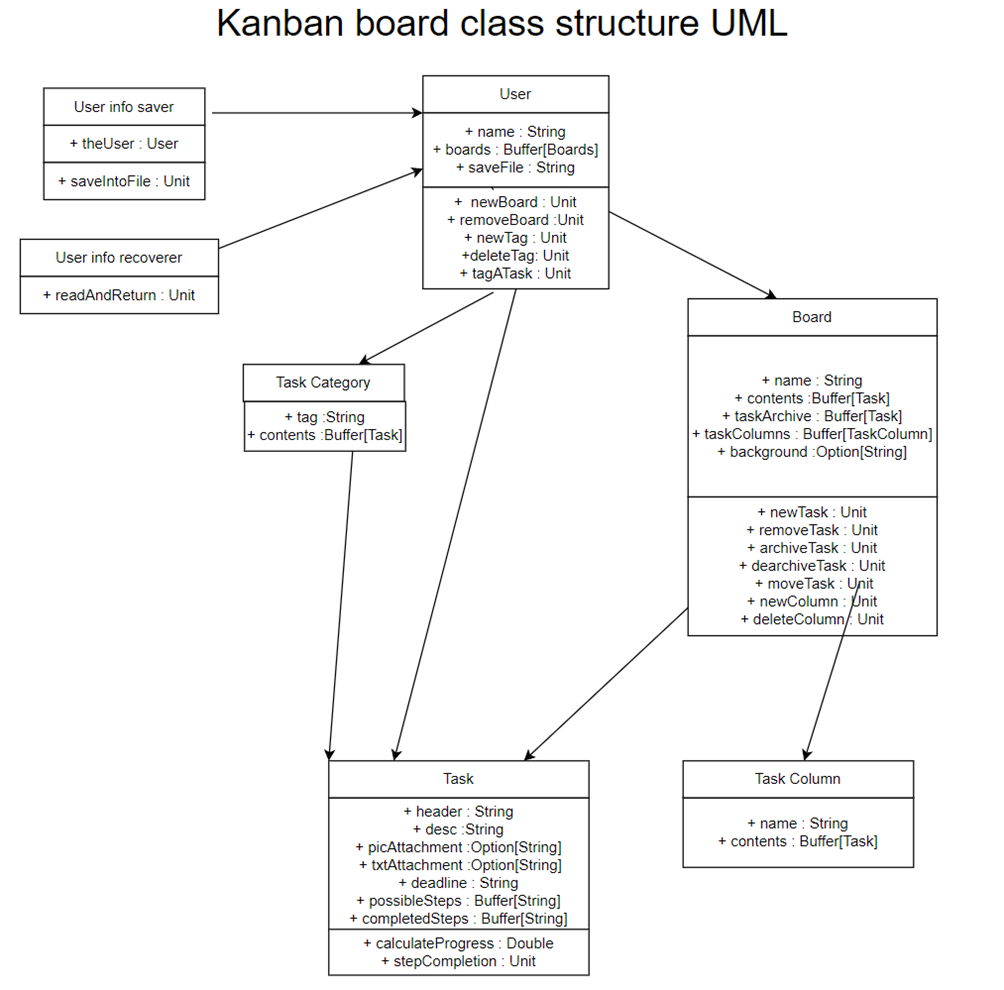 Kanban board class structure UML
User info saver
+ theUser : User
+ saveIntoFile : Unit
User
+ name : String
+ boards : Buffer[Boards]
+ saveFile : String
+ newBoard : Unit
+ removeBoard :Unit
+ newTag : Unit
+deleteTag: Unit
+ tagATask : Unit
User info recoverer
+ readAndReturn : Unit
Task Category
+ tag :String
+ contents :Buffer[Task]
Board
+ name : String
+ contents :Buffer[Task]
+ taskArchive : Buffer[Task]
+ taskColumns : Buffer[TaskColumn]
+ background :Option[String]
+ newTask : Unit
+ removeTask : Unit
+ archiveTask : Unit
+ dearchiveTask : Unit
+ moveTask : Unit
+ newColumn : Unit
+ deleteColumn : Unit
Task
+ header : String
+ desc :String
+ picAttachment :Option[String]
+ txtAttachment :Option[String]
+ deadline : String
+ possibleSteps : Buffer[String]
+ completedSteps : Buffer[String]
+ calculateProgress : Double
+ stepCompletion : Unit
Task Column
+ name : String
+ contents : Buffer[Task]